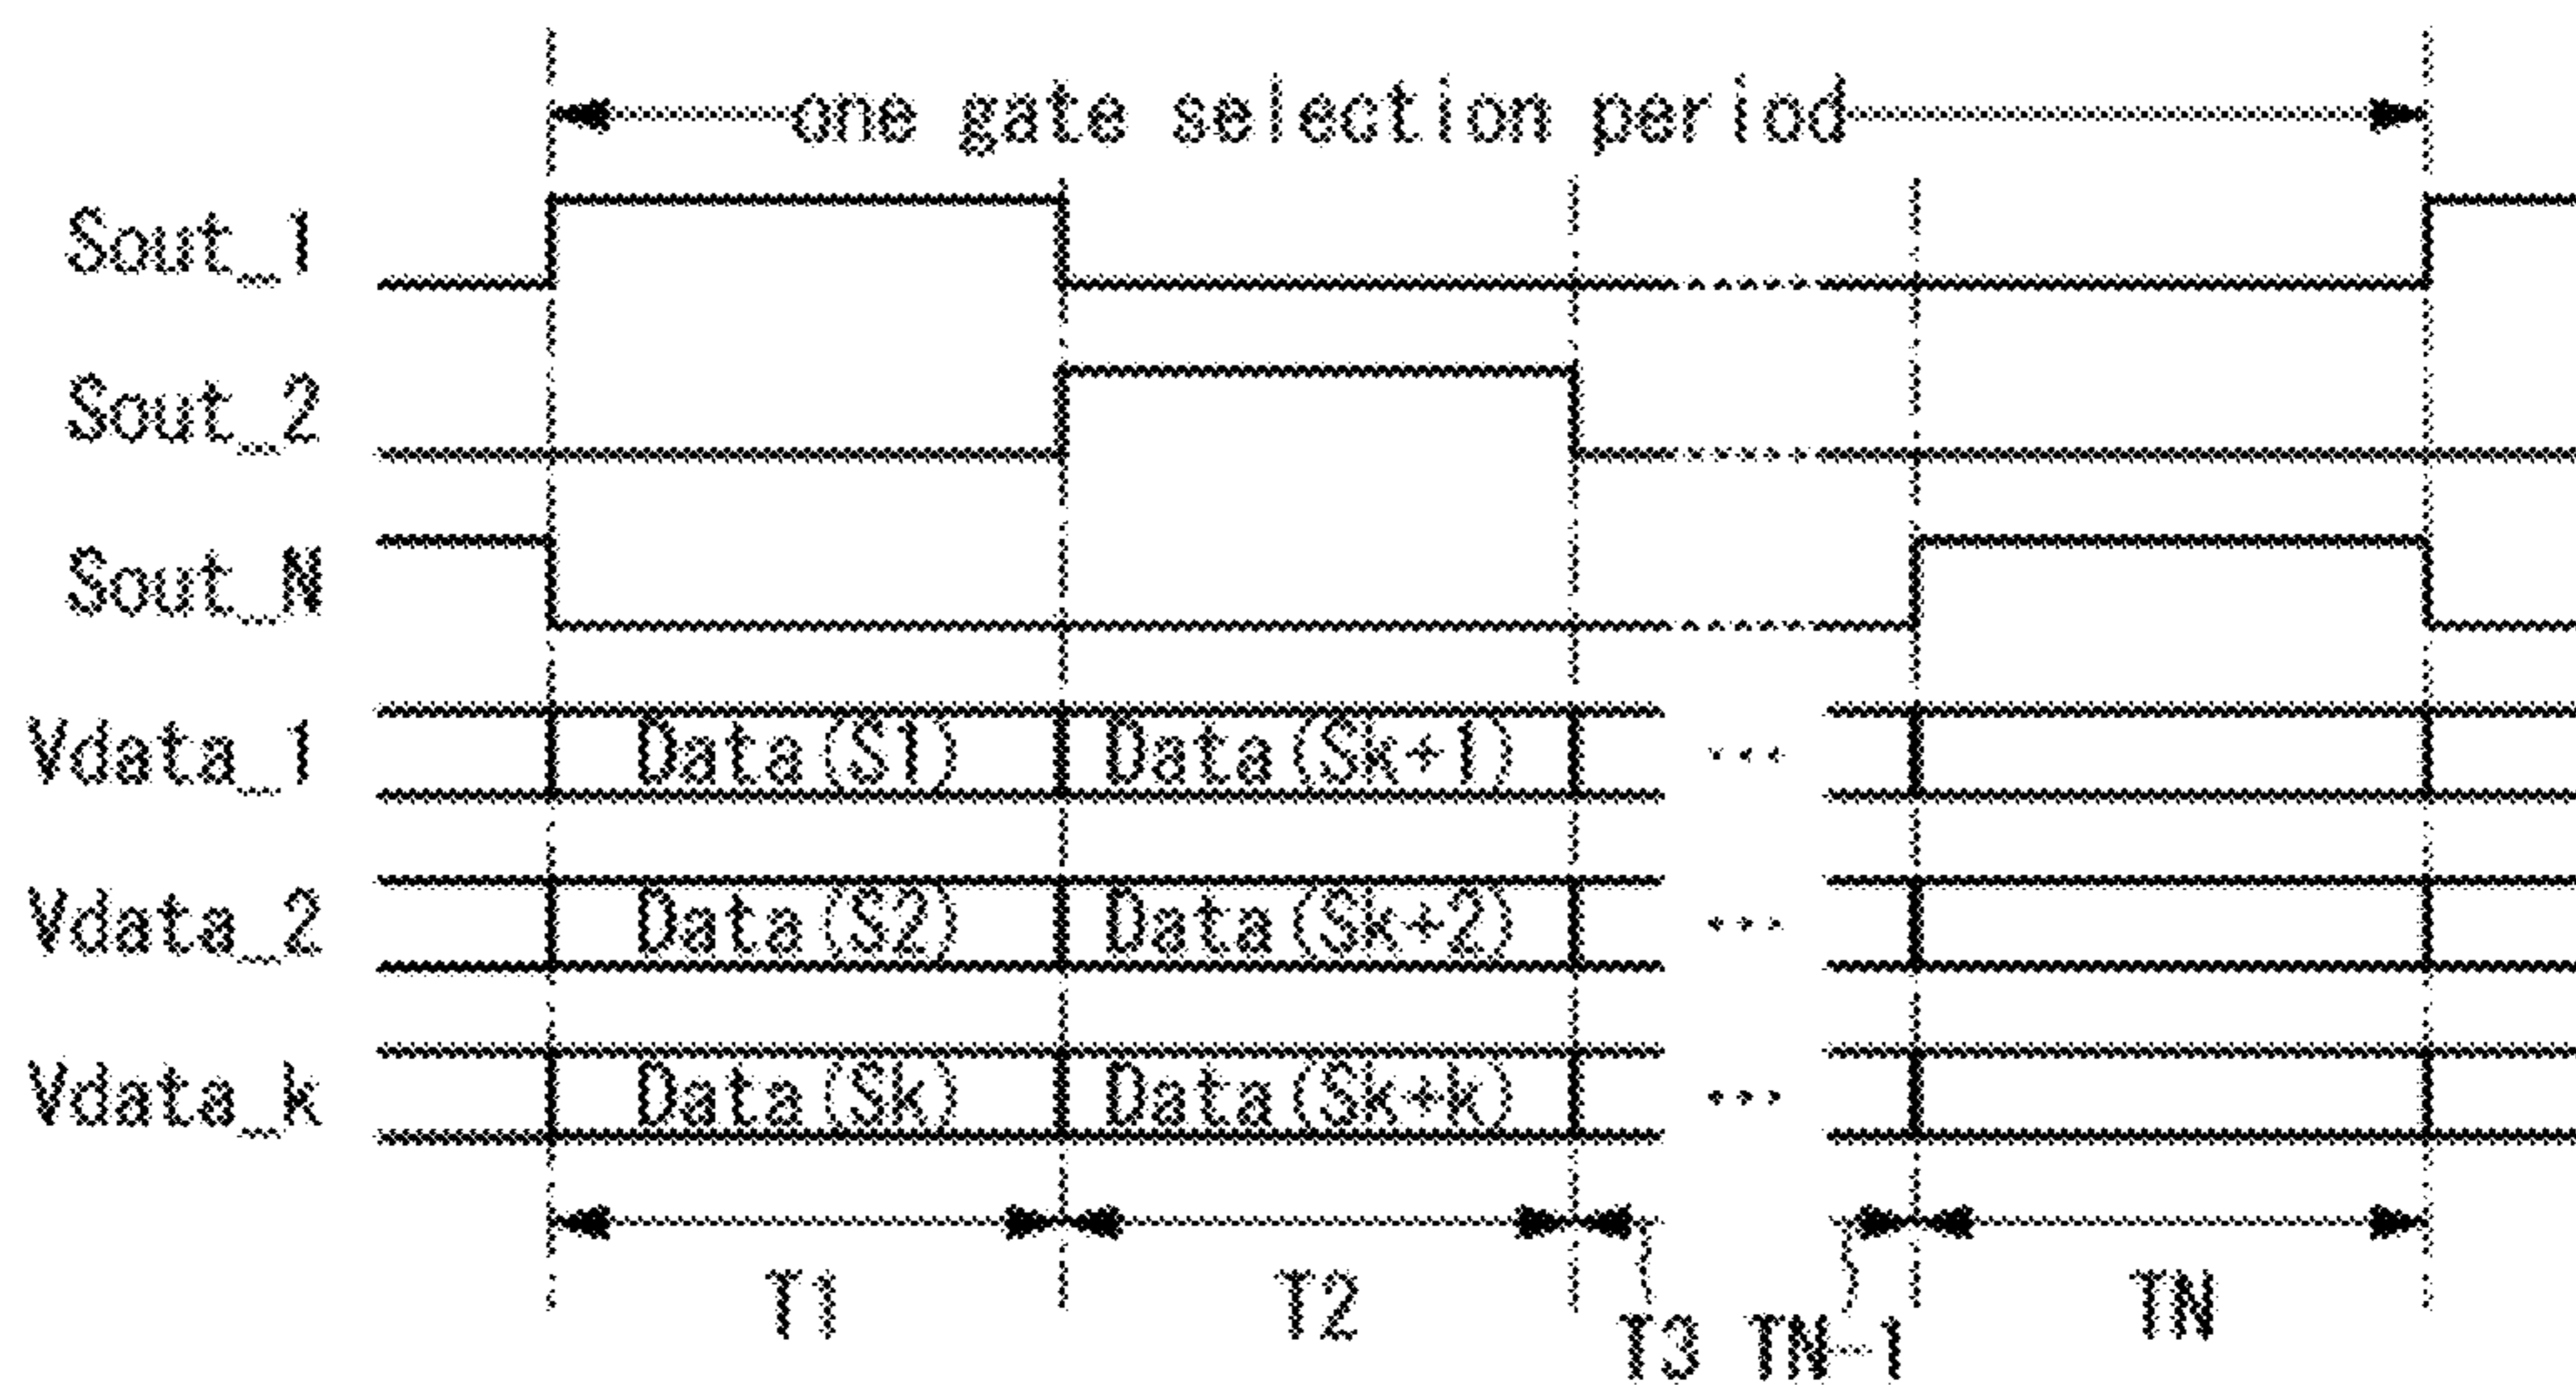 one gate selection period
Sout_1
Sout_2
Sout_N
Vdata_1 Data(S1) Data(Sk+1) ...
Vdata_2 Data(S2) Data(Sk+2) ...
Vdata_k Data(Sk) Data(Sk+k) ...
T1 T2 T3 TN-1 TN